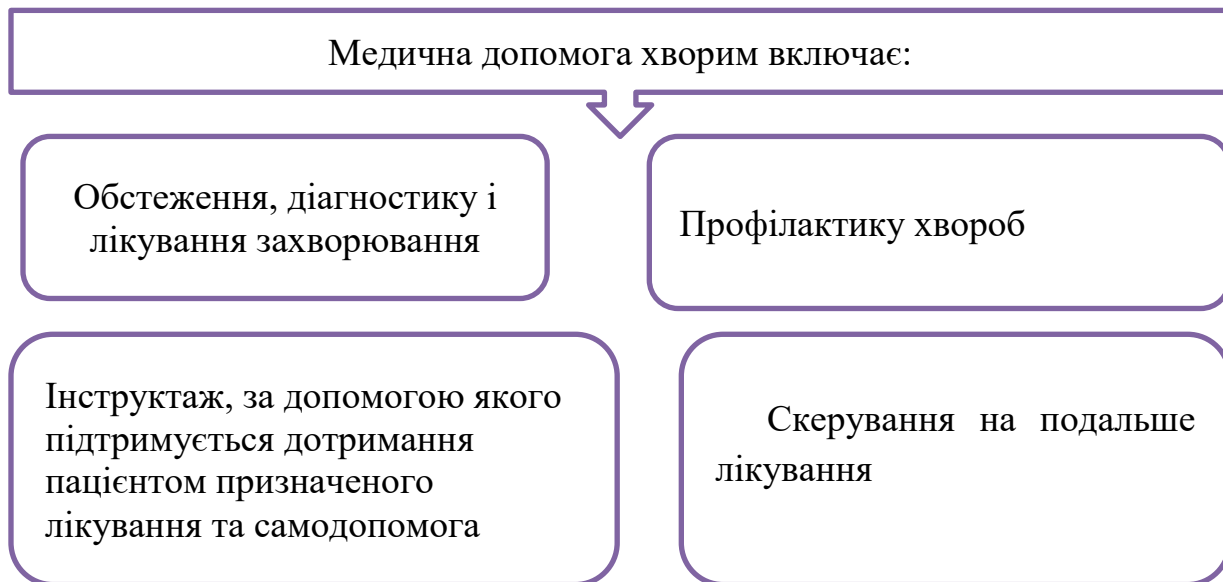 Медична допомога хворим включає:
Обстеження, діагностику і
лікування захворювання
Профілактику хвороб
Інструктаж, за допомогою якого
підтримується дотримання
пацієнтом призначеного
лікування та самодопомога
Скерування на подальше
лікування